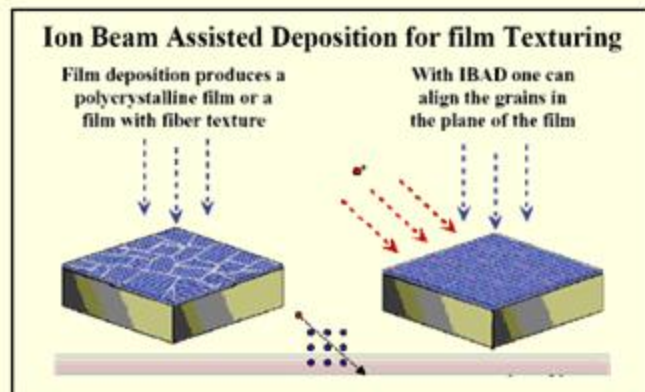 Ion Beam Assisted Deposition for film Texturing
Film deposition produces a
polycrystalline film or a
film with fiber texture
With IBAD one can
align the grains in
the plane of the film